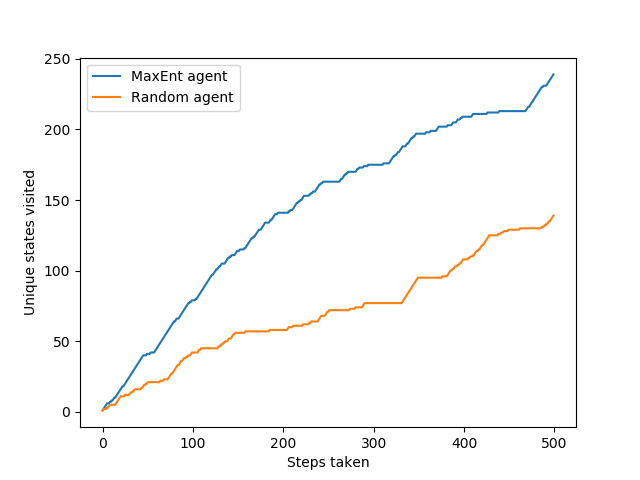 250
200
150
100
50
0
Unique states visited
MaxEnt agent
Random agent
0 100 200 300 400 500
Steps taken